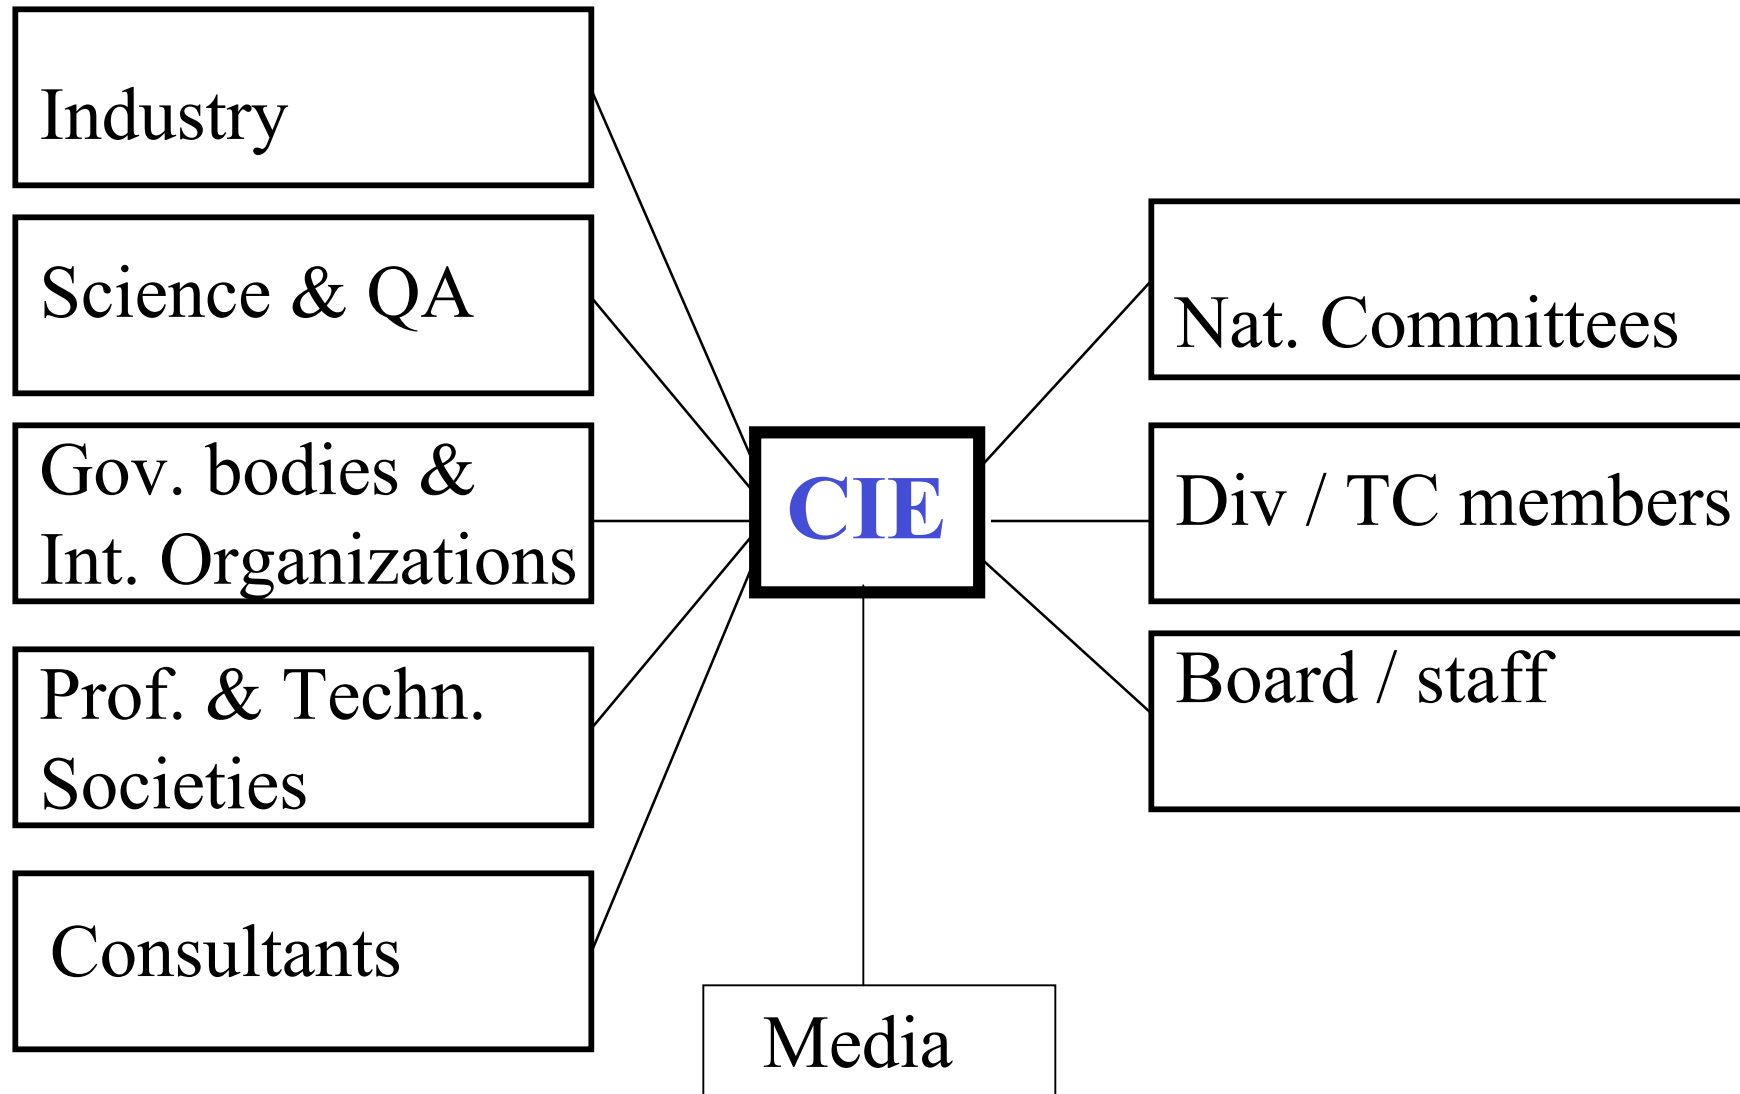 Industry
Science & QA
Gov. bodies &
Int. Organizations
Prof. & Techn.
Societies
Consultants
CIE
Media
Nat. Committees
Div / TC members
Board / staff